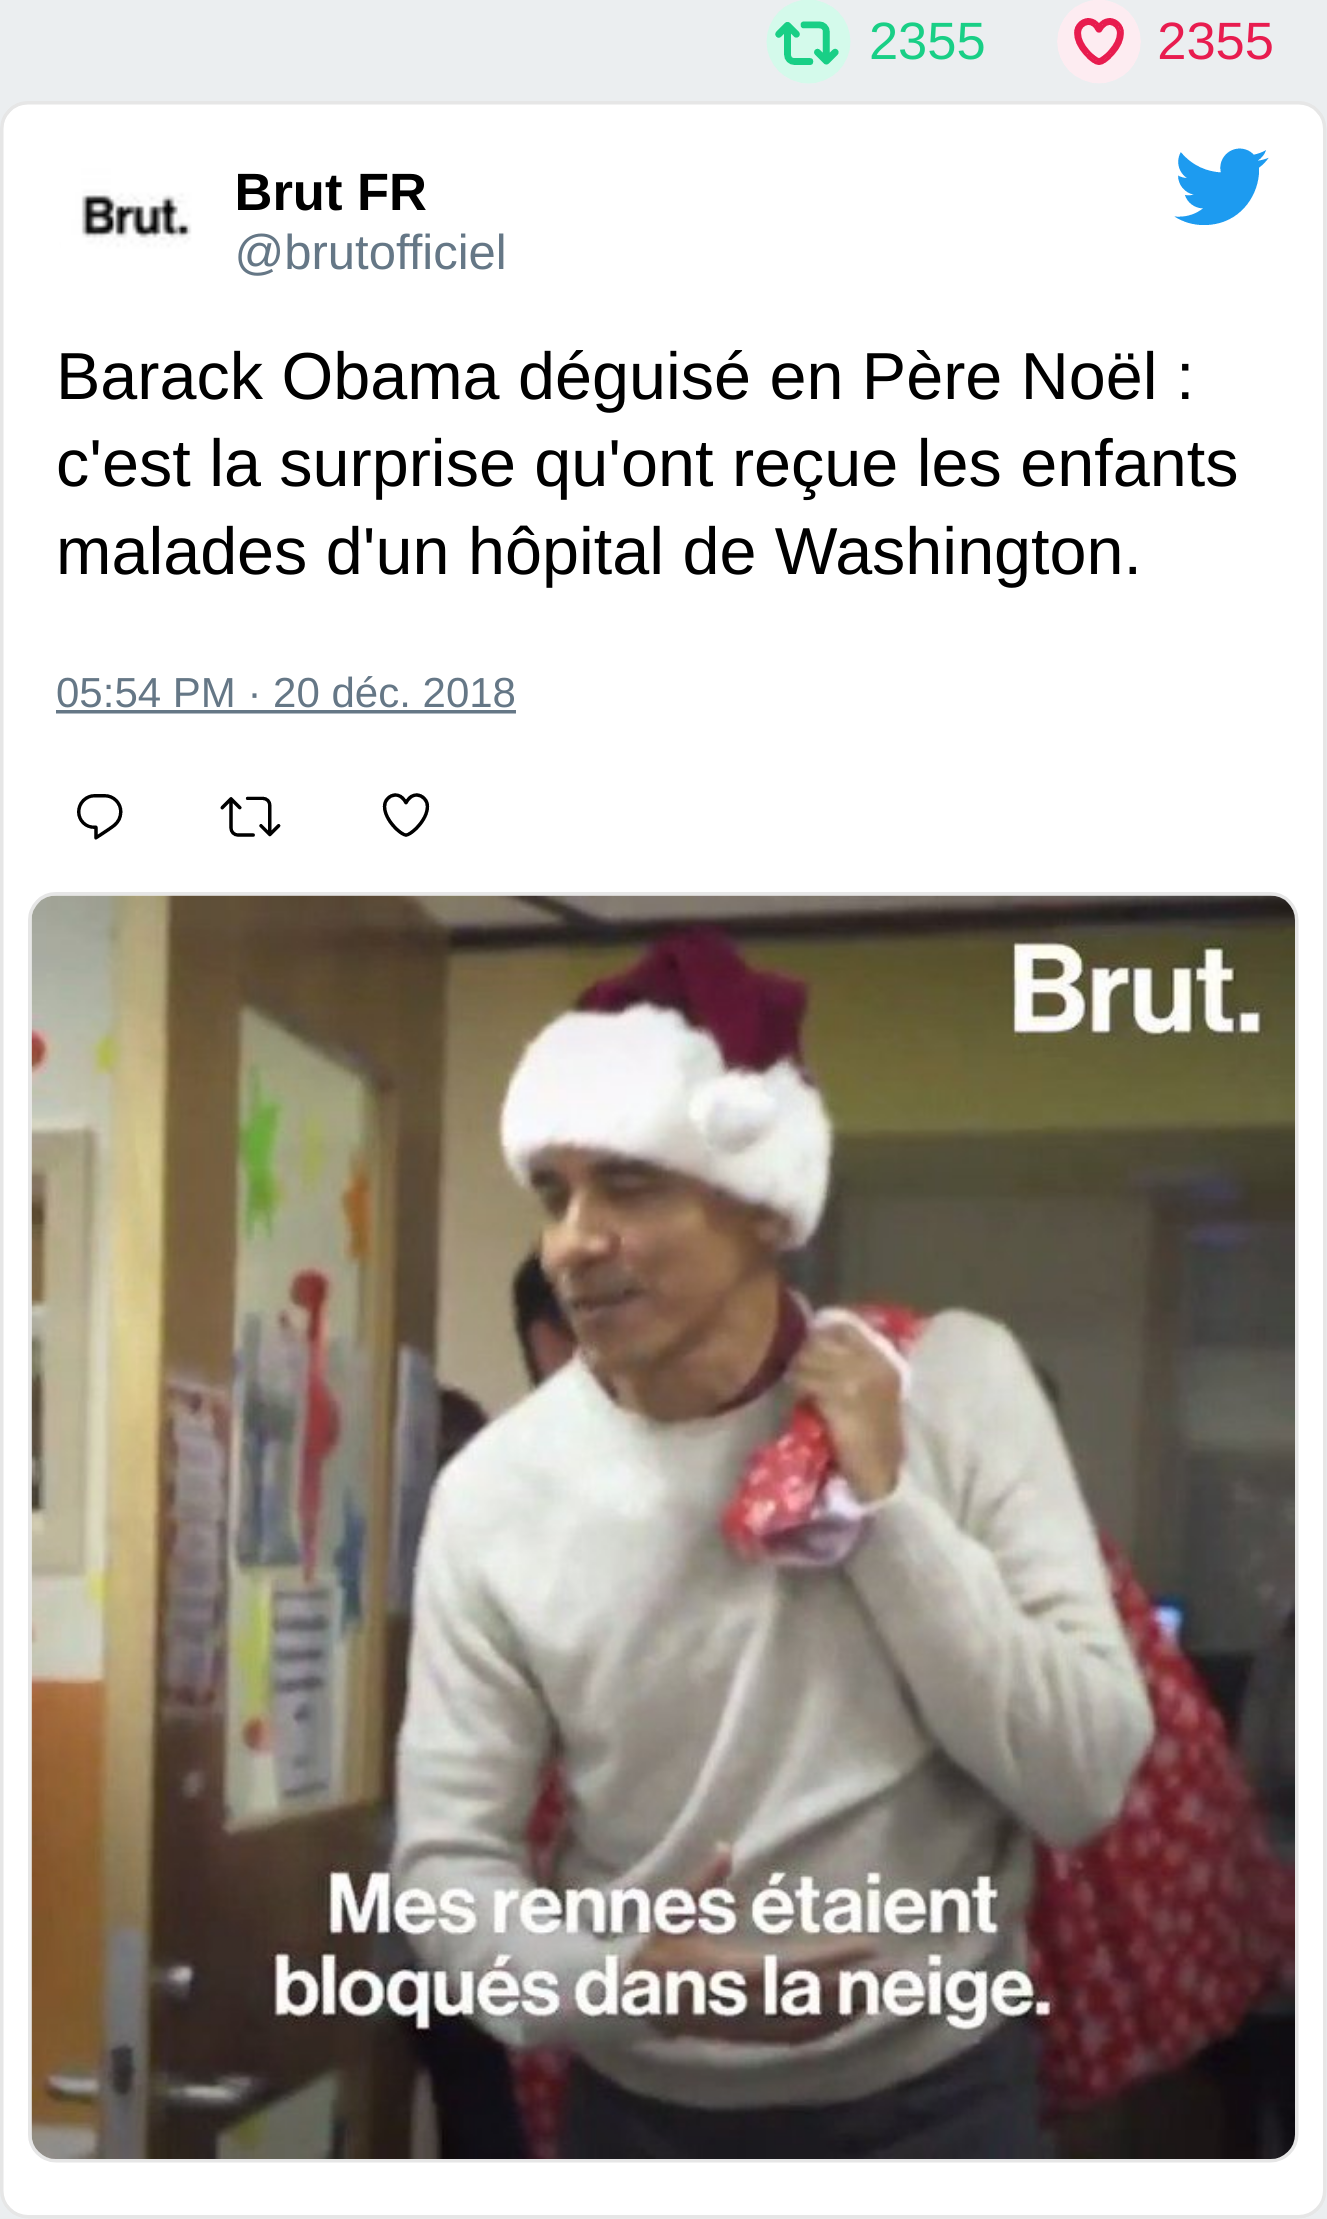 2355 2355
Brut.
Brut FR
@brutofficiel
Barack Obama déguisé en Père Noël :
c'est la surprise qu'ont reçue les enfants
malades d'un hôpital de Washington.
05:54 PM · 20 déc. 2018
Brut.
Mes rennes étaient
bloqués dans la neige.